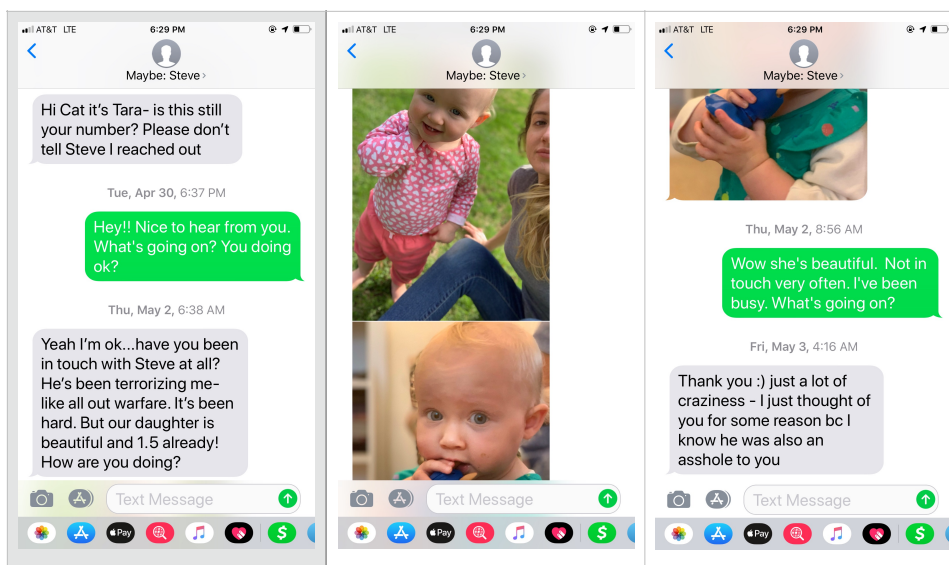 AT&T LTE
6:29 PM
Maybe: Steve
Hi Cat it's Tara- is this still
your number? Please don't
tell Steve I reached out
Tue, Apr 30, 6:37 PM
Hey!! Nice to hear from you.
What's going on? You doing
ok?
Thu, May 2, 6:38 AM
Yeah I'm ok...have you been
in touch with Steve at all?
He's been terrorizing me-
like all out warfare. It's been
hard. But our daughter is
beautiful and 1.5 already!
How are you doing?
Text Message
Pay
$
AT&T LTE
6:29 PM
Maybe: Steve
Text Message
Pay
$
AT&T LTE
6:29 PM
Maybe: Steve
Thu, May 2, 8:56 AM
Wow she's beautiful. Not in
touch very often. I've been
busy. What's going on?
Fri, May 3, 4:16 AM
Thank you :) just a lot of
craziness - I just thought of
you for some reason bc I
know he was also an
asshole to you
Text Message
Pay
$